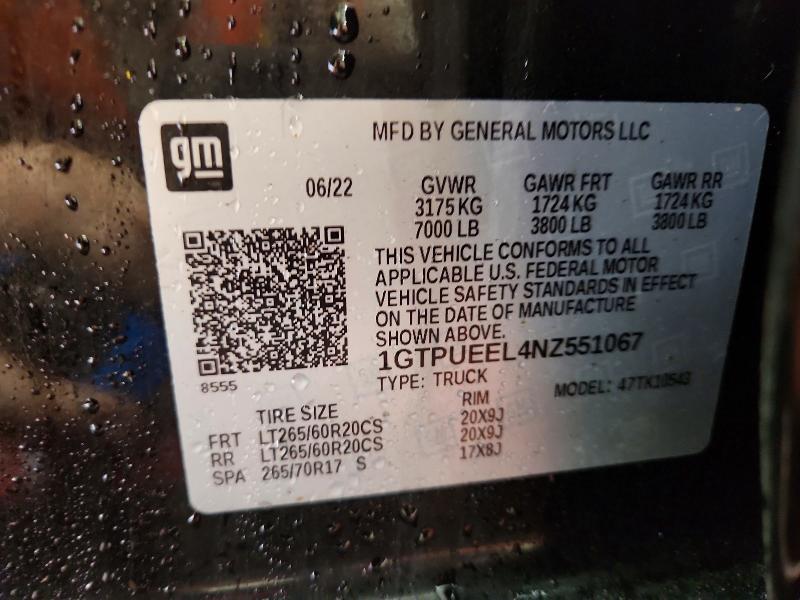 gm
MFD BY GENERAL MOTORS LLC
06/22 GVWR GAWR FRT GAWR RR
3175 KG 1724 KG 1724 KG
7000 LB 3800 LB 3800 LB
THIS VEHICLE CONFORMS TO ALL
APPLICABLE U.S. FEDERAL MOTOR
VEHICLE SAFETY STANDARDS IN EFFECT
ON THE DATE OF MANUFACTURE
SHOWN ABOVE.
1GTPUEEL4NZ551067
8555
TYPE: TRUCK MODEL: 47TK10543
TIRE SIZE RIM
FRT LT265/60R20CS 20X9J
RR LT265/60R20CS 20X9J
SPA 265/70R17 S 17X8J